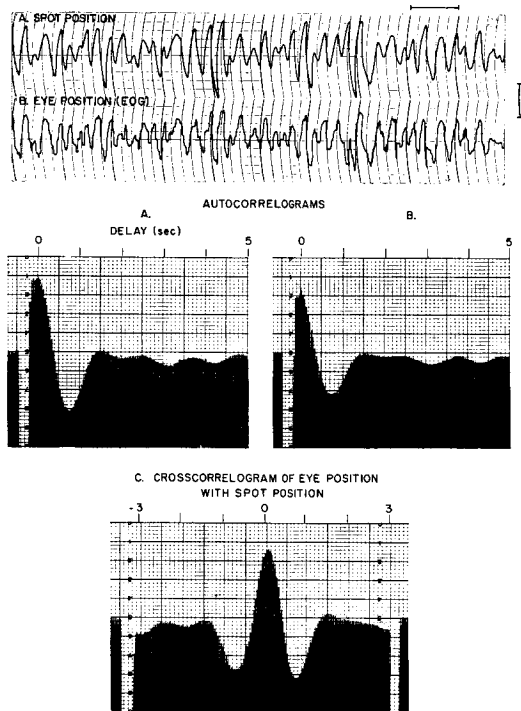 A. SPOT POSITION
B. EYE POSITION (EOG)
AUTOCORRELOGRAMS
A. B.
DELAY (sec)
0 5 0 5
C. CROSSCORRELOGRAM OF EYE POSITION
WITH SPOT POSITION
-3 0 3